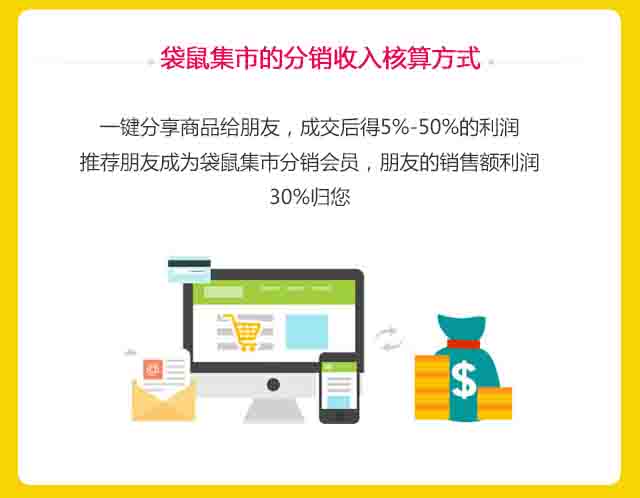 袋鼠集市的分销收入核算方式
一键分享商品给朋友，成交后得5%-50%的利润
推荐朋友成为袋鼠集市分销会员，朋友的销售额利润
30%归您
@
$